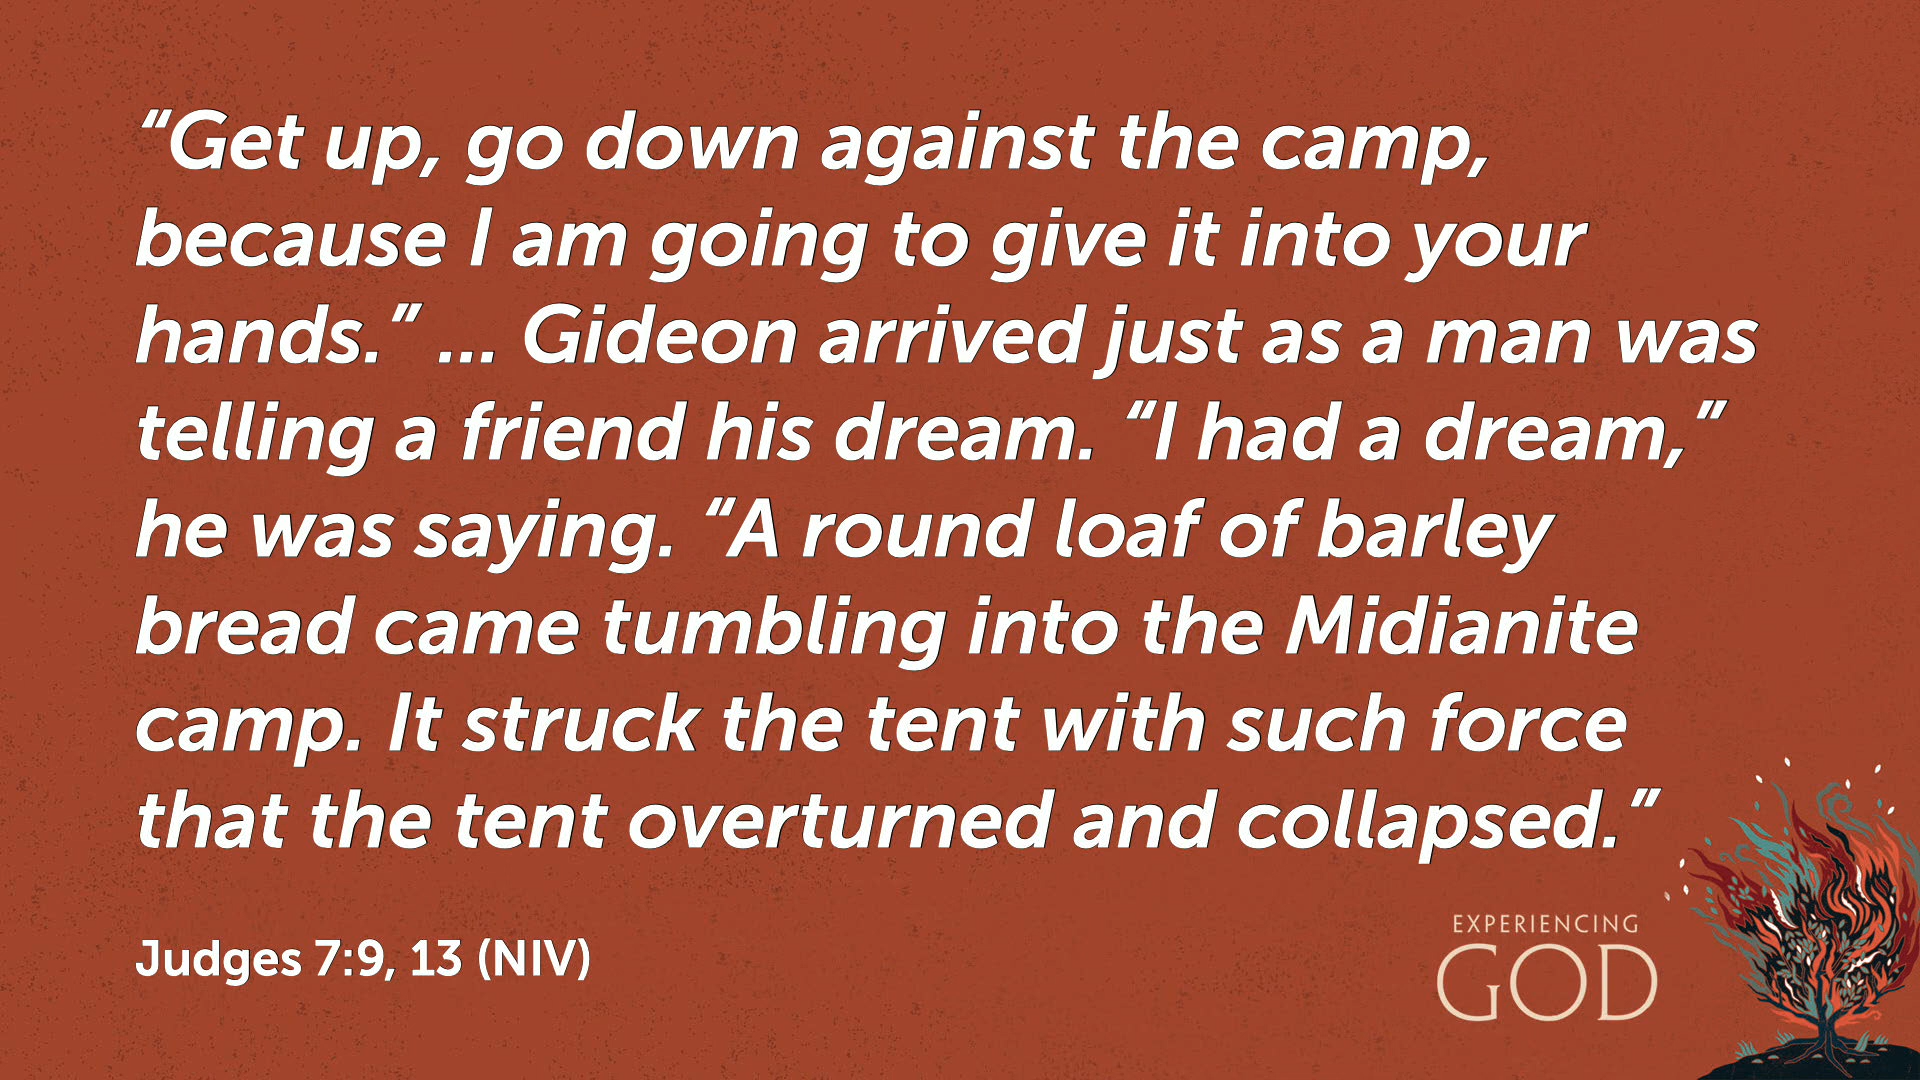 “Get up, go down against the camp,
because I am going to give it into your
hands.” ... Gideon arrived just as a man was
telling a friend his dream. “I had a dream,”
he was saying. “A round loaf of barley
bread came tumbling into the Midianite
camp. It struck the tent with such force
that the tent overturned and collapsed.”
Judges 7:9, 13 (NIV)
EXPERIENCING
GOD